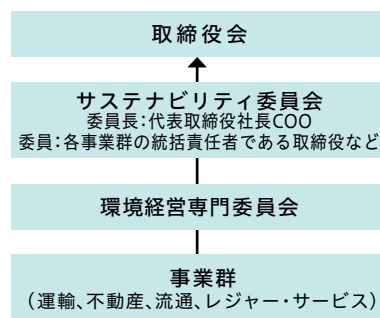 取締役会
サステナビリティ委員会
委員長：代表取締役社長COO
委員：各事業群の統括責任者である取締役など
環境経営専門委員会
事業群
（運輸、不動産、流通、レジャー・サービス）